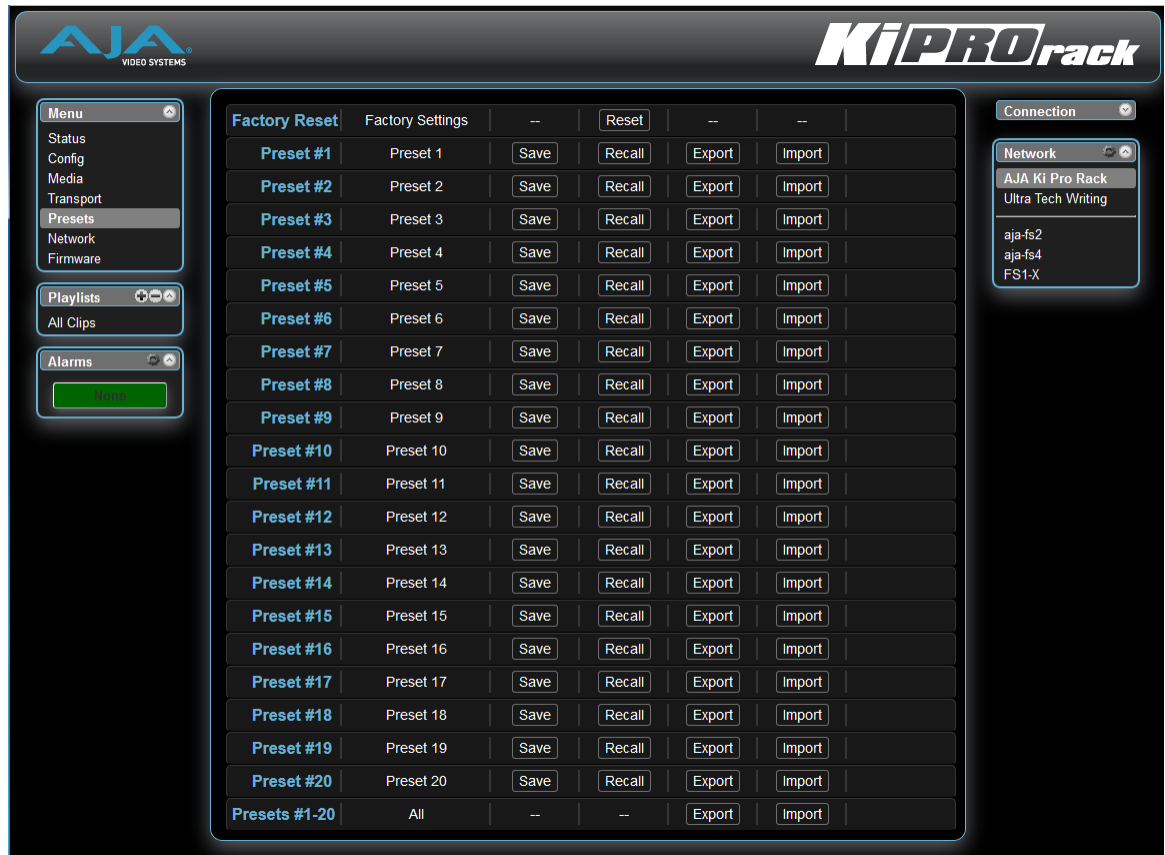 AJA
VIDEO SYSTEMS
Ki PRO rack
Menu
Status
Config
Media
Transport
Presets
Network
Firmware
Playlists
All Clips
Alarms
None
Factory Reset Factory Settings -- Reset -- --
Preset #1 Preset 1 Save Recall Export Import
Preset #2 Preset 2 Save Recall Export Import
Preset #3 Preset 3 Save Recall Export Import
Preset #4 Preset 4 Save Recall Export Import
Preset #5 Preset 5 Save Recall Export Import
Preset #6 Preset 6 Save Recall Export Import
Preset #7 Preset 7 Save Recall Export Import
Preset #8 Preset 8 Save Recall Export Import
Preset #9 Preset 9 Save Recall Export Import
Preset #10 Preset 10 Save Recall Export Import
Preset #11 Preset 11 Save Recall Export Import
Preset #12 Preset 12 Save Recall Export Import
Preset #13 Preset 13 Save Recall Export Import
Preset #14 Preset 14 Save Recall Export Import
Preset #15 Preset 15 Save Recall Export Import
Preset #16 Preset 16 Save Recall Export Import
Preset #17 Preset 17 Save Recall Export Import
Preset #18 Preset 18 Save Recall Export Import
Preset #19 Preset 19 Save Recall Export Import
Preset #20 Preset 20 Save Recall Export Import
Presets #1-20 All -- -- Export Import
Connection
Network
AJA Ki Pro Rack
Ultra Tech Writing
aja-fs2
aja-fs4
FS1-X